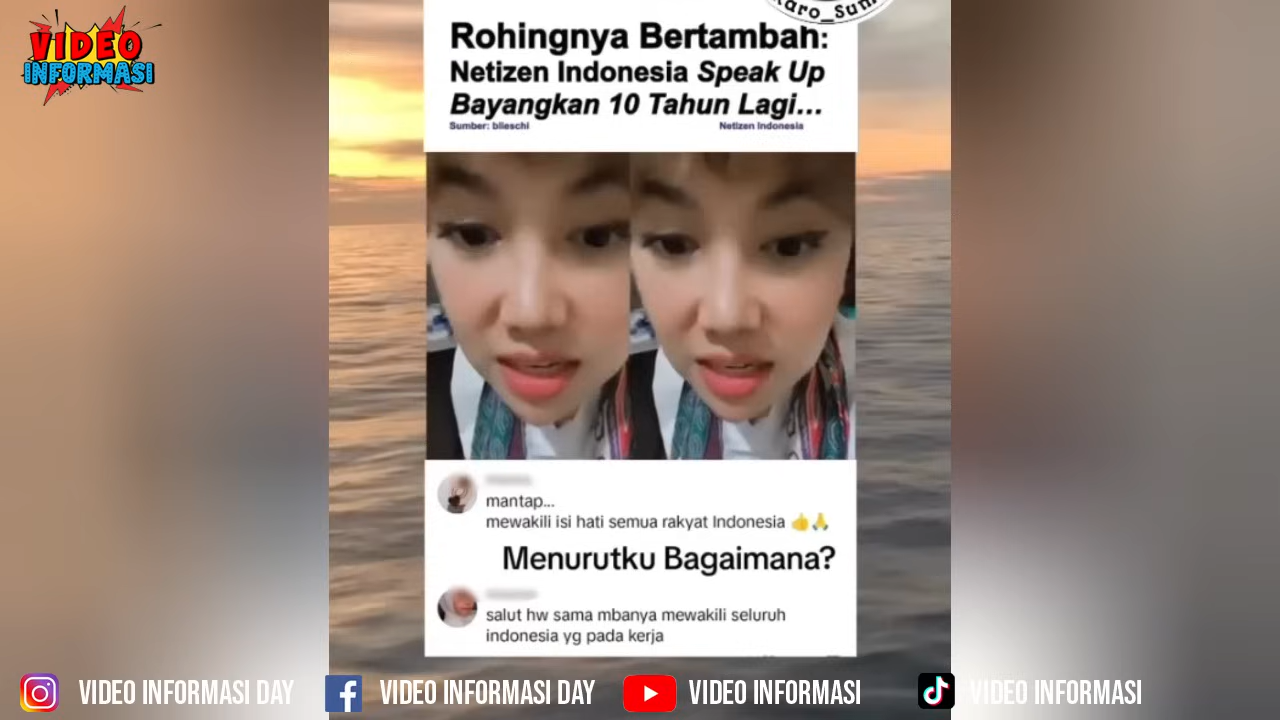 VIDEO
INFORMASI
Rohingnya Bertambah:
Netizen Indonesia Speak Up
Bayangkan 10 Tahun Lagi...
Sumber: blieschi
Netizen Indonesia
mantap...
mewakili isi hati semua rakyat Indonesia 👍🙏
Menurutku Bagaimana?
salut hw sama mbanya mewakili seluruh
indonesia yg pada kerja
VIDEO INFORMASI DAY
VIDEO INFORMASI DAY
VIDEO INFORMASI
VIDEO INFORMASI